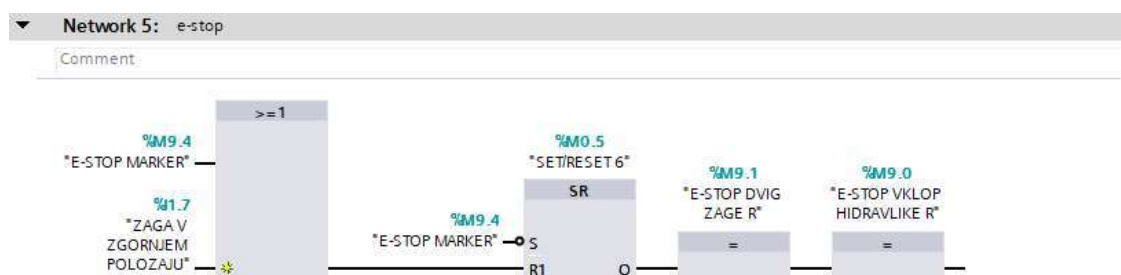 Network 5: e-stop
Comment
>=1
%M9.4
"E-STOP MARKER"
%I1.7
"ZAGA V
ZGORNJEM
POLOZAJU"
%M9.4
"E-STOP MARKER"
%M0.5
"SET/RESET 6"
SR
S
R1 Q
%M9.1
"E-STOP DVIG
ZAGE R"
=
%M9.0
"E-STOP VKLOP
HIDRAVLIKE R"
=